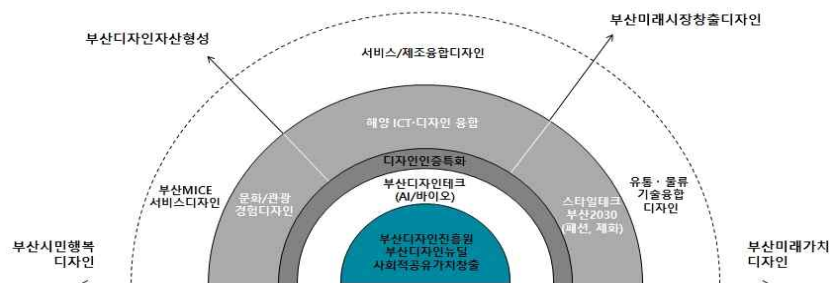 부산미래시장창출디자인
부산디자인자산형성
서비스/제조융합디자인
해양 ICT·디자인 융합
디자인인증특화
부산디자인테크
(AI/바이오)
부산MICE
서비스디자인
문화/관광
경험디자인
스타일테크
부산2030
(패션, 제화)
유통·물류
기술융합
디자인
부산디자인진흥원
부산디자인뉴딜
사회적공유가치창출
부산시민행복
디자인
부산미래가치
디자인